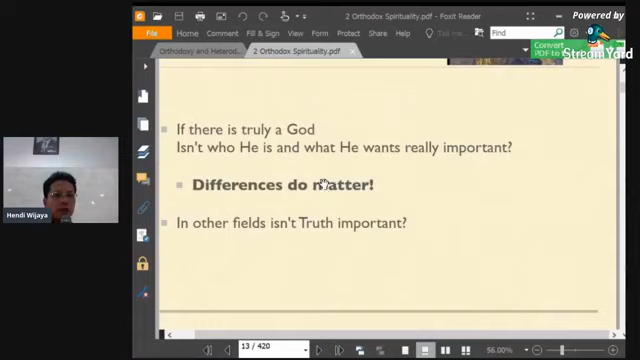 2 Orthodox Spirituality.pdf - Foxit Reader
Powered by
StreamYard
File
Home
Comment
Fill & Sign
View
Form
Protect
Share
Help
Tell me
Find
Convert
PDF to
Orthodoxy and Heterod...
2 Orthodox Spirituality.pdf
If there is truly a God
Isn't who He is and what He wants really important?
Differences do matter!
In other fields isn't Truth important?
Hendi Wijaya
13 / 420
56.00%